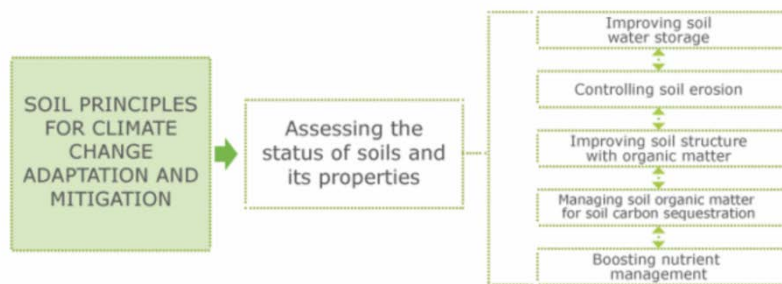 SOIL PRINCIPLES
FOR CLIMATE
CHANGE
ADAPTATION AND
MITIGATION
Assessing the
status of soils and
its properties
Improving soil
water storage
Controlling soil erosion
Improving soil structure
with organic matter
Managing soil organic matter
for soil carbon sequestration
Boosting nutrient
management